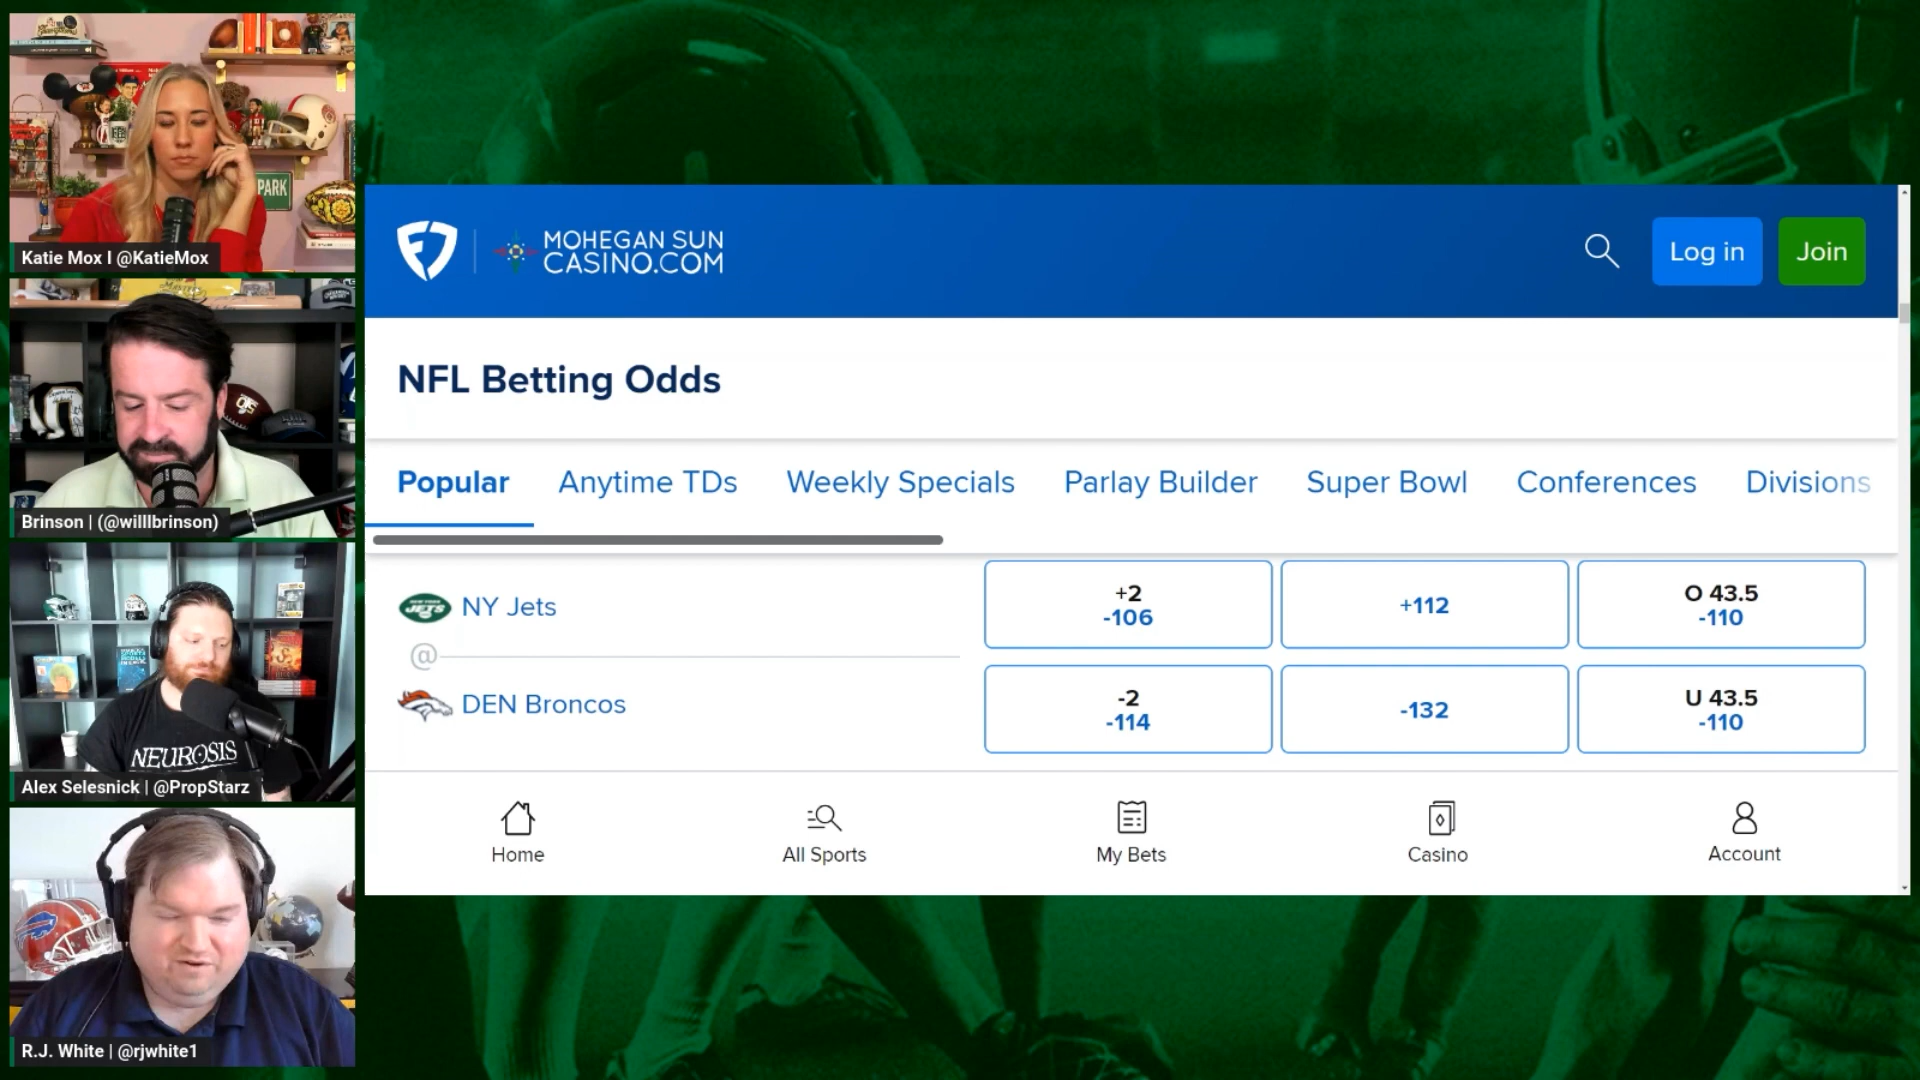 PARK
Katie Mox I @KatieMox
Brinson | (@willlbrinson)
NEUROSIS
Alex Selesnick | @PropStarz
R.J. White | @rjwhite1
MOHEGAN SUN
CASINO.COM
Log in
Join
NFL Betting Odds
Popular
Anytime TDs
Weekly Specials
Parlay Builder
Super Bowl
Conferences
Divisions
JETS
NY Jets
+2
-106
+112
O 43.5
-110
@
DEN Broncos
-2
-114
-132
U 43.5
-110
Home
All Sports
My Bets
Casino
Account